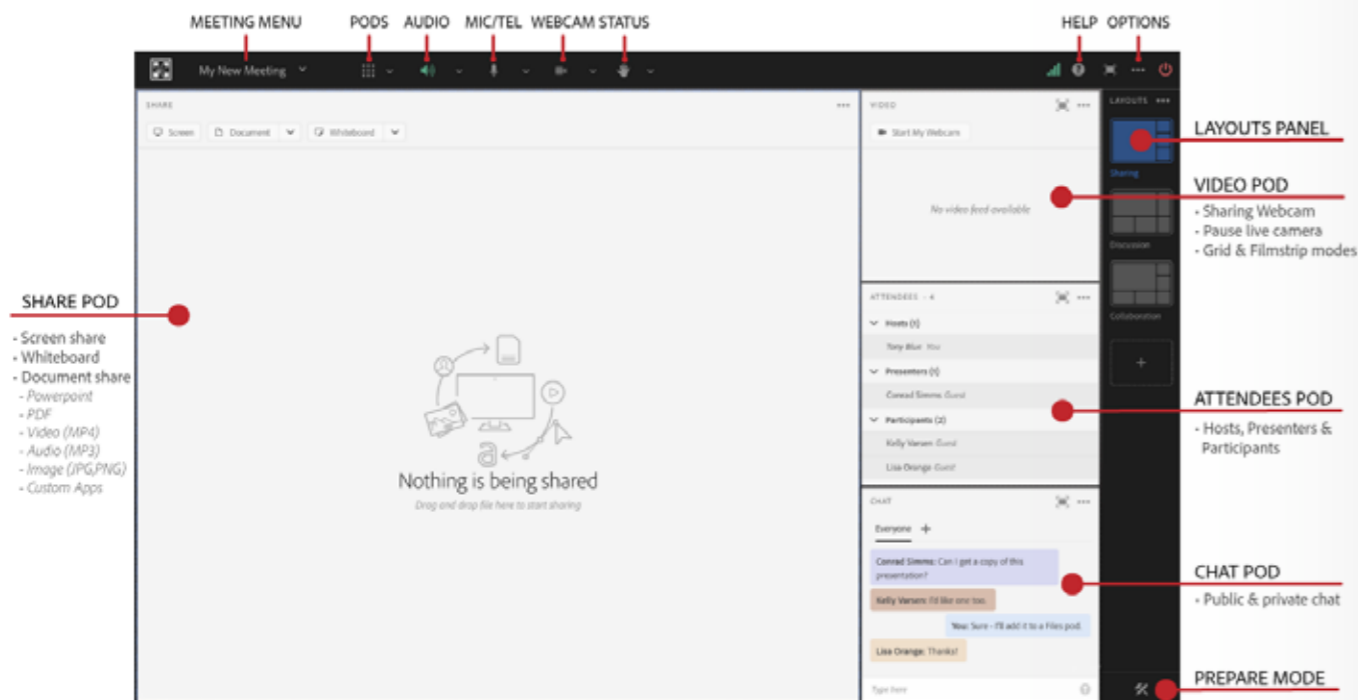 MEETING MENU
PODS
AUDIO
MIC/TEL
WEBCAM
STATUS
HELP
OPTIONS
My New Meeting
SHARE
Screen
Document
Whiteboard
Nothing is being shared
Drag and drop file here to start sharing
SHARE POD
- Screen share
- Whiteboard
- Document share
- Powerpoint
- PDF
- Video (MP4)
- Audio (MP3)
- Image (JPG,PNG)
- Custom Apps
VIDEO
Start My Webcam
No video feed available
ATTENDEES - 4
Hosts (1)
Tony Blue You
Presenters (1)
Conrad Simms Guest
Participants (2)
Kelly Varsen Guest
Lisa Orange Guest
CHAT
Everyone
Conrad Simms: Can I get a copy of this
presentation?
Kelly Varsen: I'd like one too.
You: Sure - I'll add it to a Files pod.
Lisa Orange: Thanks!
Type here
LAYOUTS
Sharing
Discussion
Collaboration
LAYOUTS PANEL
VIDEO POD
- Sharing Webcam
- Pause live camera
- Grid & Filmstrip modes
ATTENDEES POD
- Hosts, Presenters &
Participants
CHAT POD
- Public & private chat
PREPARE MODE